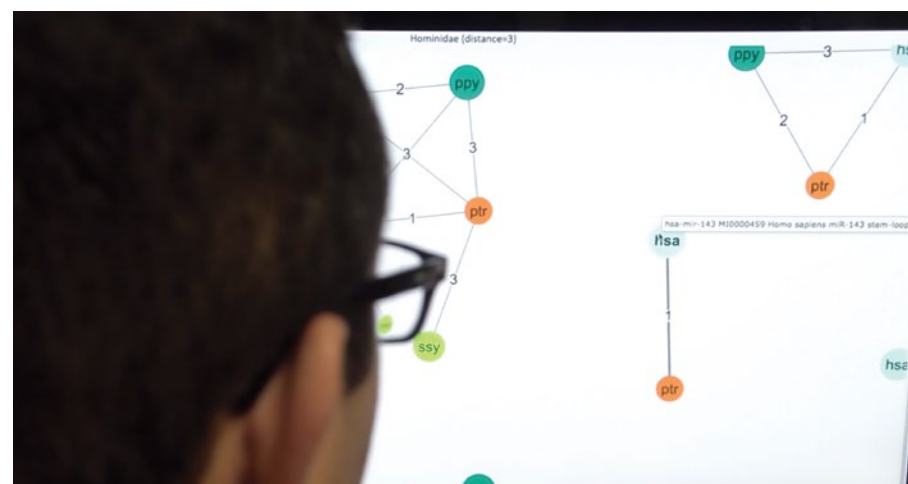 Hominidae (distance=3)
2
ppy
3
3
1
ptr
3
ssy
ppy
3
hs
2
1
ptr
hsa-mir-143 MI0000459 Homo sapiens miR-143 stem-loop
hsa
1
ptr
hsa